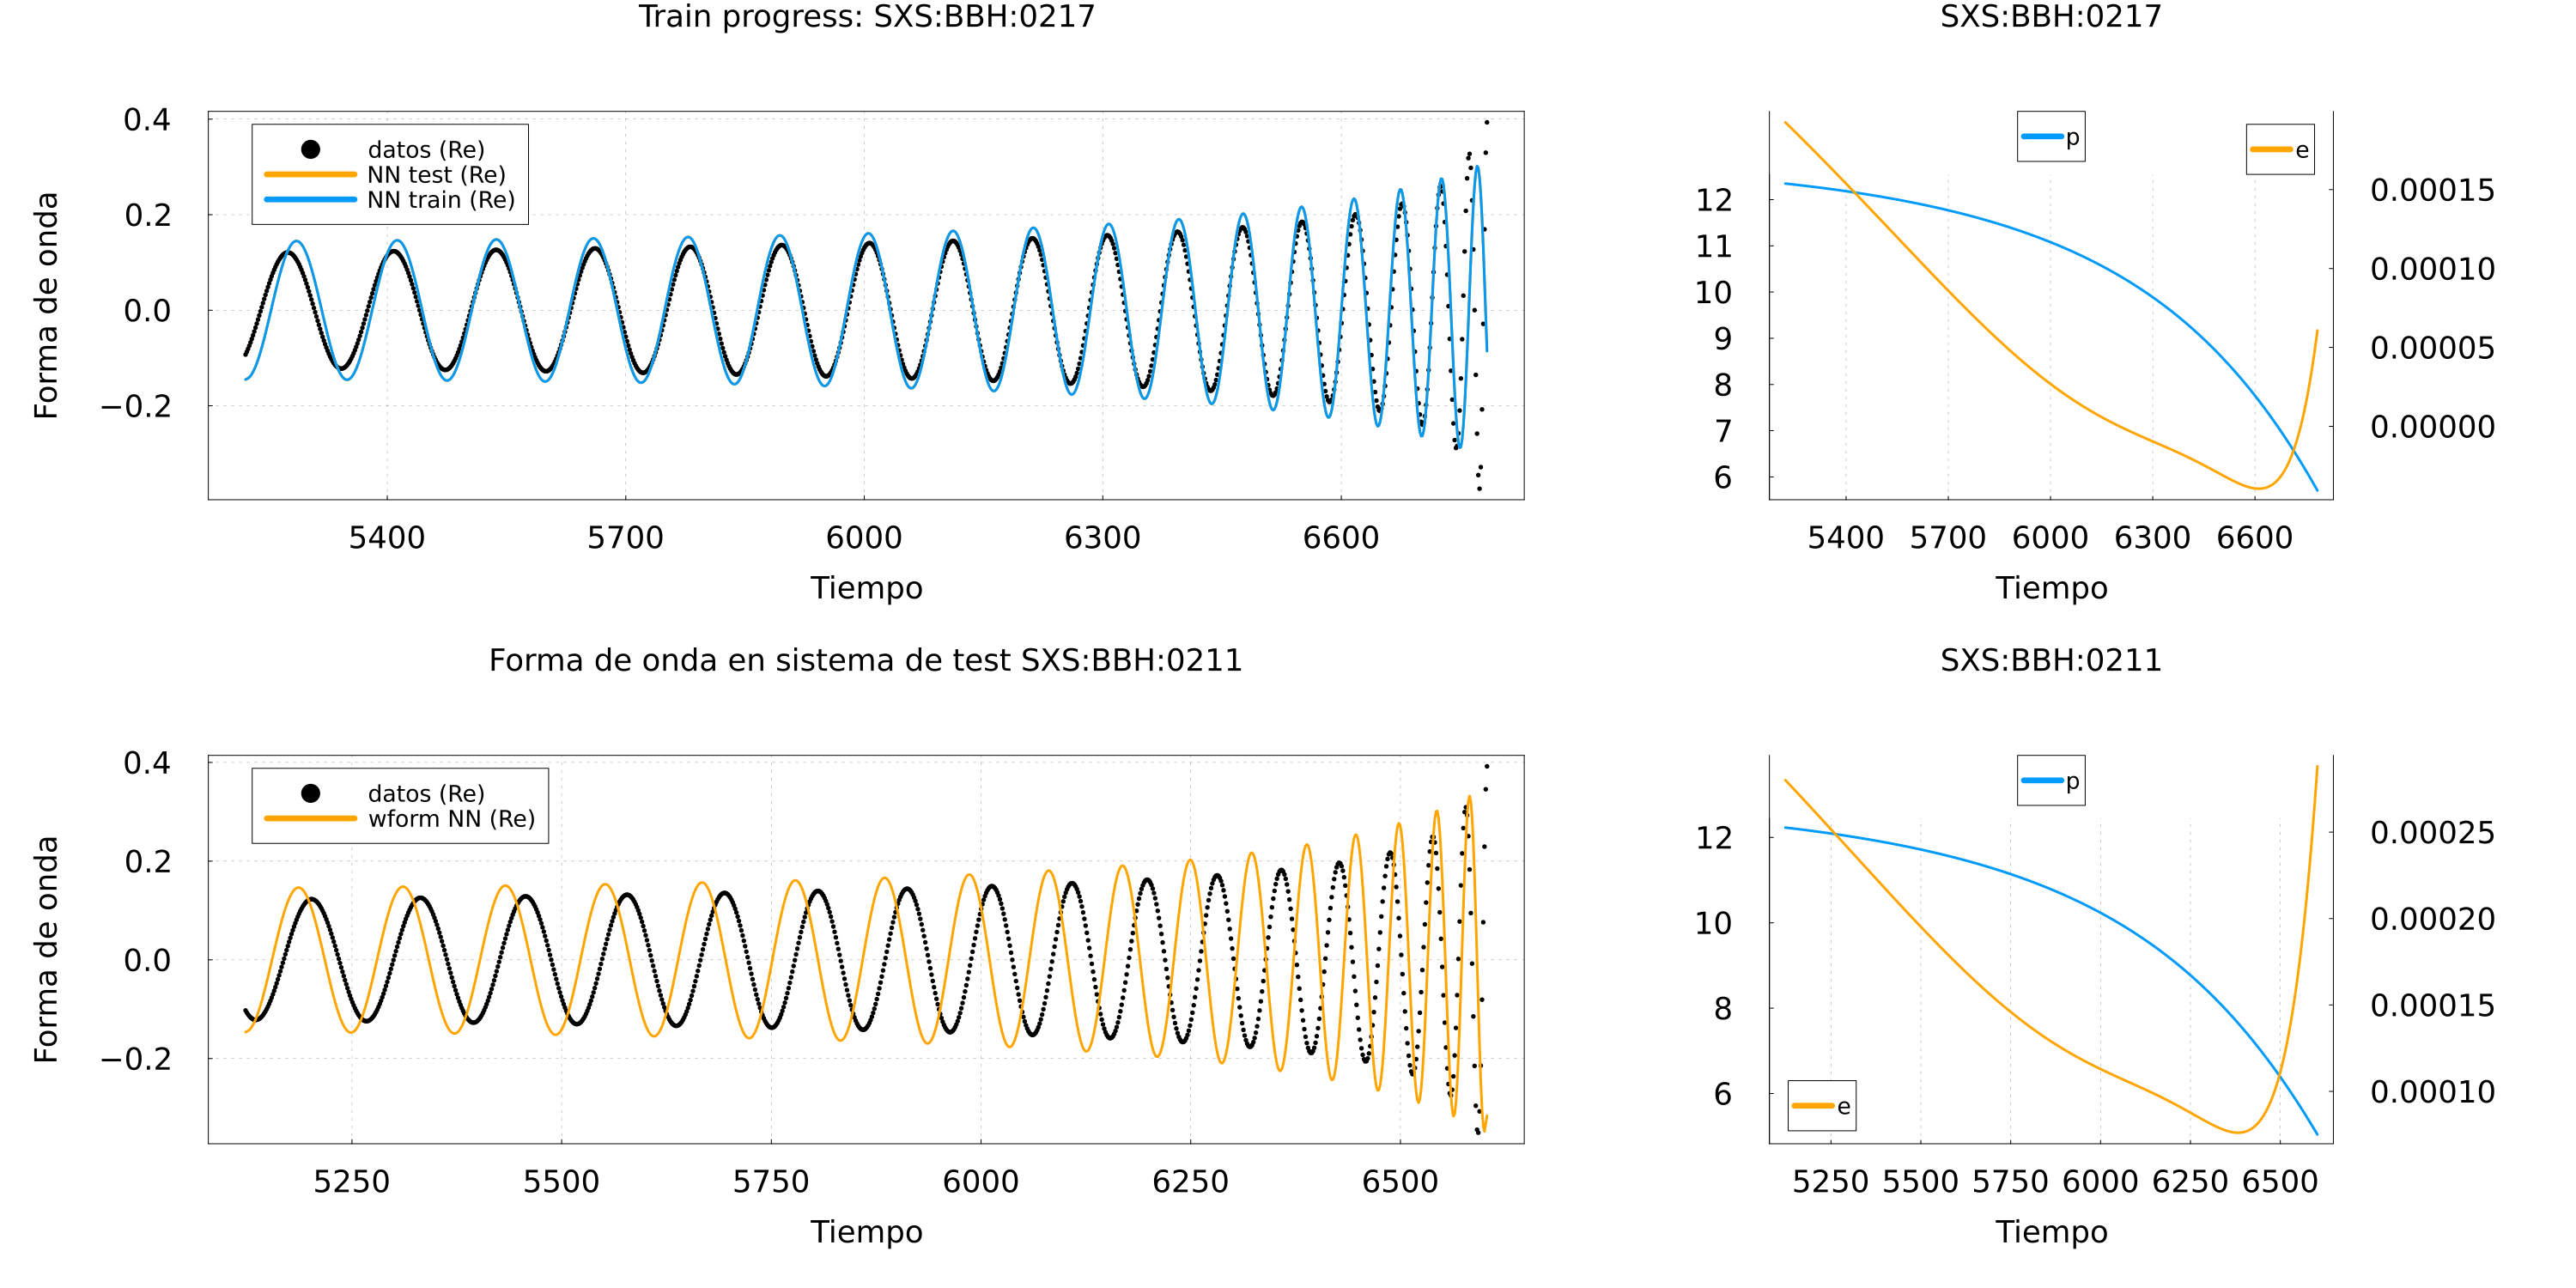 Train progress: SXS:BBH:0217
Forma de onda
0.4
0.2
0.0
−0.2
datos (Re)
NN test (Re)
NN train (Re)
5400 5700 6000 6300 6600
Tiempo
SXS:BBH:0217
12
11
10
9
8
7
6
p
e
0.00015
0.00010
0.00005
0.00000
5400 5700 6000 6300 6600
Tiempo
Forma de onda en sistema de test SXS:BBH:0211
Forma de onda
0.4
0.2
0.0
−0.2
datos (Re)
wform NN (Re)
5250 5500 5750 6000 6250 6500
Tiempo
SXS:BBH:0211
12
10
8
6
p
e
0.00025
0.00020
0.00015
0.00010
5250 5500 5750 6000 6250 6500
Tiempo